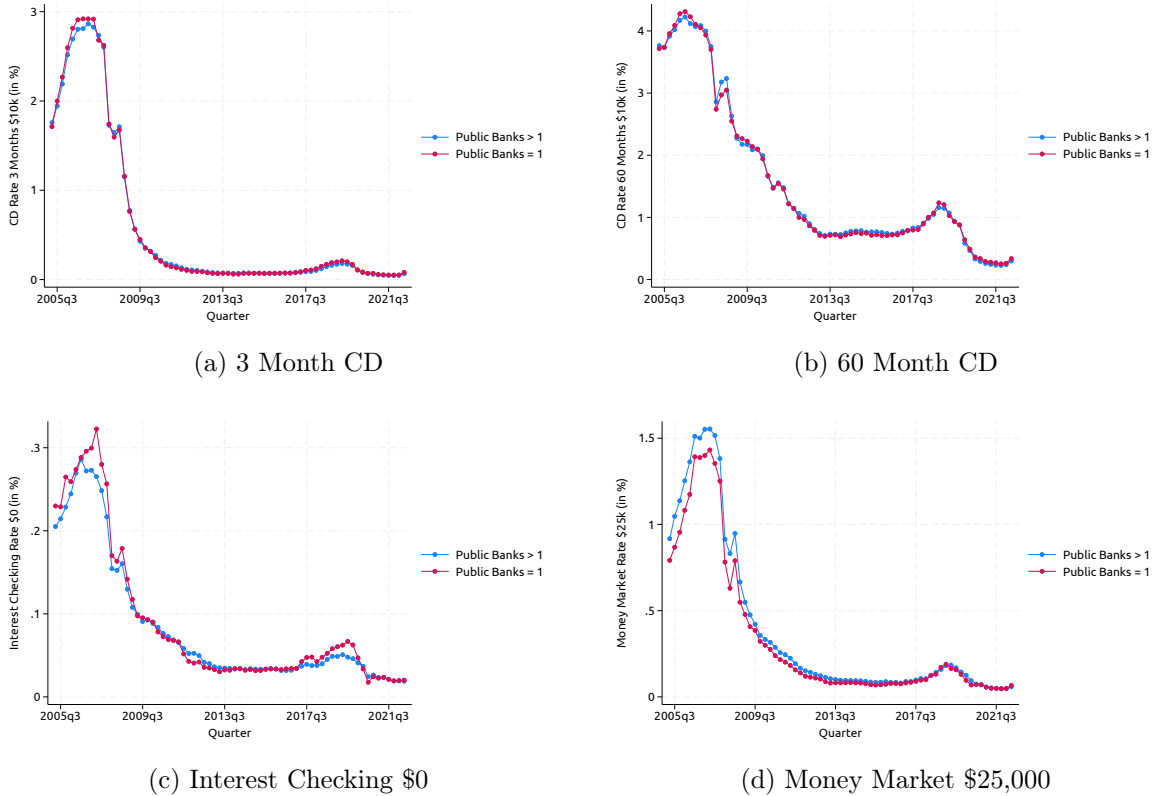 CD Rate 3 Months $10k (in %)
3
2
1
0
2005q3 2009q3 2013q3 2017q3 2021q3
Quarter
Public Banks > 1
Public Banks = 1
(a) 3 Month CD
CD Rate 60 Months $10k (in %)
4
3
2
1
0
2005q3 2009q3 2013q3 2017q3 2021q3
Quarter
Public Banks > 1
Public Banks = 1
(b) 60 Month CD
Interest Checking Rate $0 (in %)
.3
.2
.1
0
2005q3 2009q3 2013q3 2017q3 2021q3
Quarter
Public Banks > 1
Public Banks = 1
(c) Interest Checking $0
Money Market Rate $25k (in %)
1.5
1
.5
0
2005q3 2009q3 2013q3 2017q3 2021q3
Quarter
Public Banks > 1
Public Banks = 1
(d) Money Market $25,000